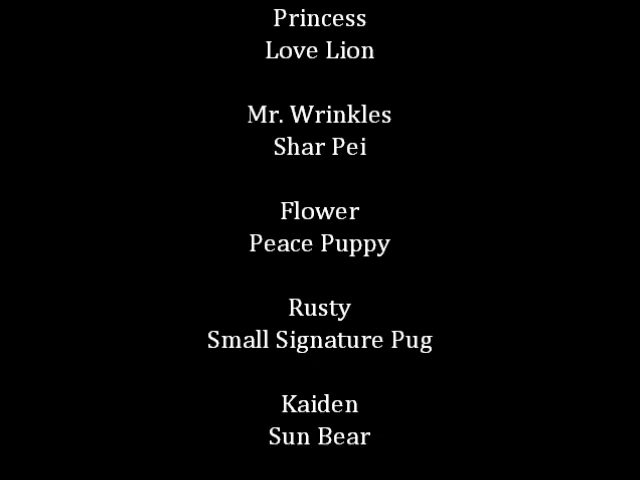 Princess
Love Lion
Mr. Wrinkles
Shar Pei
Flower
Peace Puppy
Rusty
Small Signature Pug
Kaiden
Sun Bear